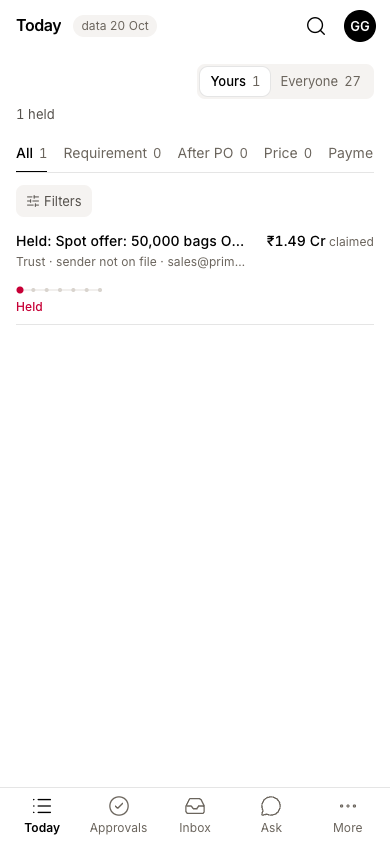 Today data 20 Oct GG
Yours 1 Everyone 27
1 held
All 1 Requirement 0 After PO 0 Price 0 Payme
Filters
Held: Spot offer: 50,000 bags O... ₹1.49 Cr claimed
Trust · sender not on file · sales@prim...
Held
Today Approvals Inbox Ask More